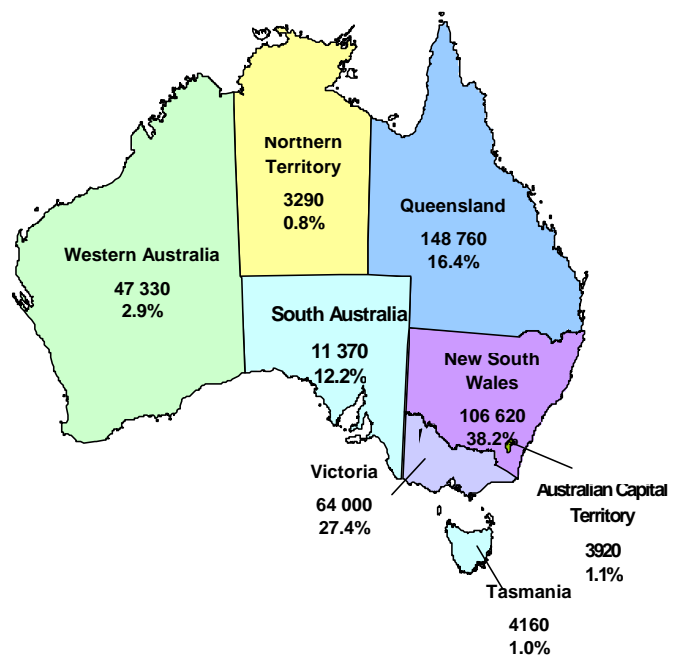 Northern
Territory
3290
0.8%
Queensland
148 760
16.4%
Western Australia
47 330
2.9%
South Australia
11 370
12.2%
New South
Wales
106 620
38.2%
Victoria
64 000
27.4%
Australian Capital
Territory
3920
1.1%
Tasmania
4160
1.0%